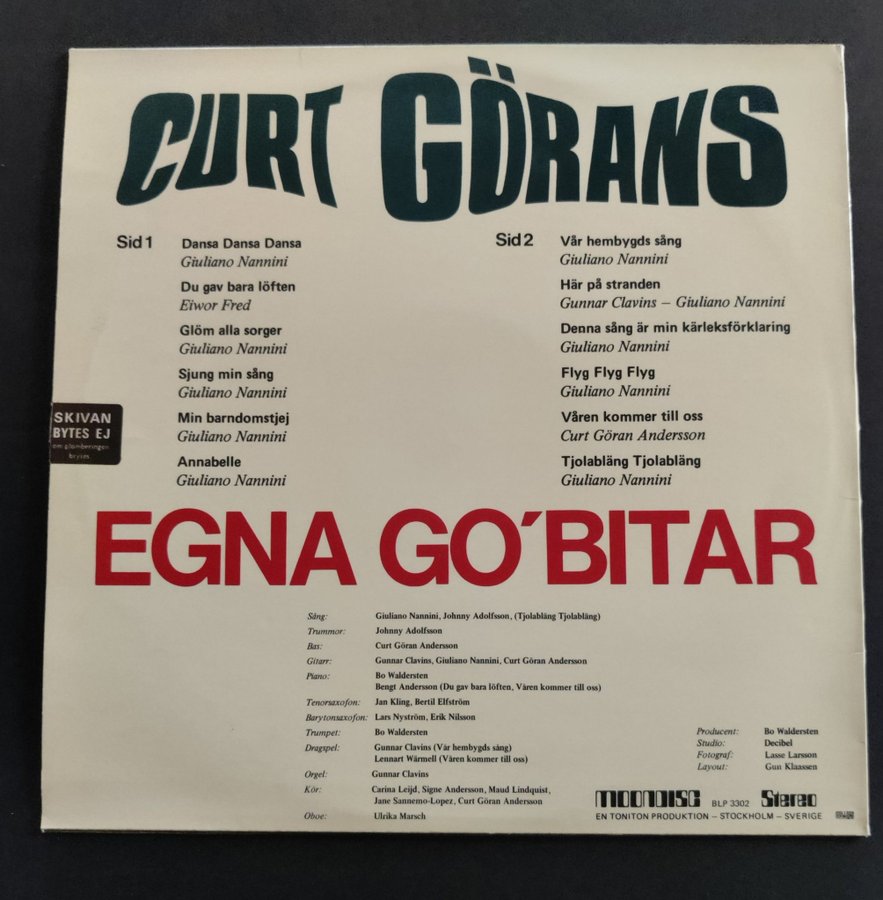 CURT GÖRANS
Sid 1
Dansa Dansa Dansa
Giuliano Nannini
Du gav bara löften
Eiwor Fred
Glöm alla sorger
Giuliano Nannini
Sjung min sång
Giuliano Nannini
Min barndomstjej
Giuliano Nannini
Annabelle
Giuliano Nannini
Sid 2
Vår hembygds sång
Giuliano Nannini
Här på stranden
Gunnar Clavins – Giuliano Nannini
Denna sång är min kärleksförklaring
Giuliano Nannini
Flyg Flyg Flyg
Giuliano Nannini
Våren kommer till oss
Curt Göran Andersson
Tjolabläng Tjolabläng
Giuliano Nannini
SKIVAN
BYTES EJ
om plomberingen
brytes
EGNA GO'BITAR
Sång: Giuliano Nannini, Johnny Adolfsson, (Tjolabläng Tjolabläng)
Trummor: Johnny Adolfsson
Bas: Curt Göran Andersson
Gitarr: Gunnar Clavins, Giuliano Nannini, Curt Göran Andersson
Piano: Bo Waldersten
Bengt Andersson (Du gav bara löften, Våren kommer till oss)
Tenorsaxofon: Jan Kling, Bertil Elfström
Barytonsaxofon: Lars Nyström, Erik Nilsson
Trumpet: Bo Waldersten
Dragspel: Gunnar Clavins (Vår hembygds sång)
Lennart Wärmell (Våren kommer till oss)
Orgel: Gunnar Clavins
Kör: Carina Leijd, Signe Andersson, Maud Lindquist,
Jane Sannemo-Lopez, Curt Göran Andersson
Oboe: Ulrika Marsch
Producent: Bo Waldersten
Studio: Decibel
Fotograf: Lasse Larsson
Layout: Gun Klaassen
MOONDISC BLP 3302 Stereo
EN TONITON PRODUKTION – STOCKHOLM – SVERIGE